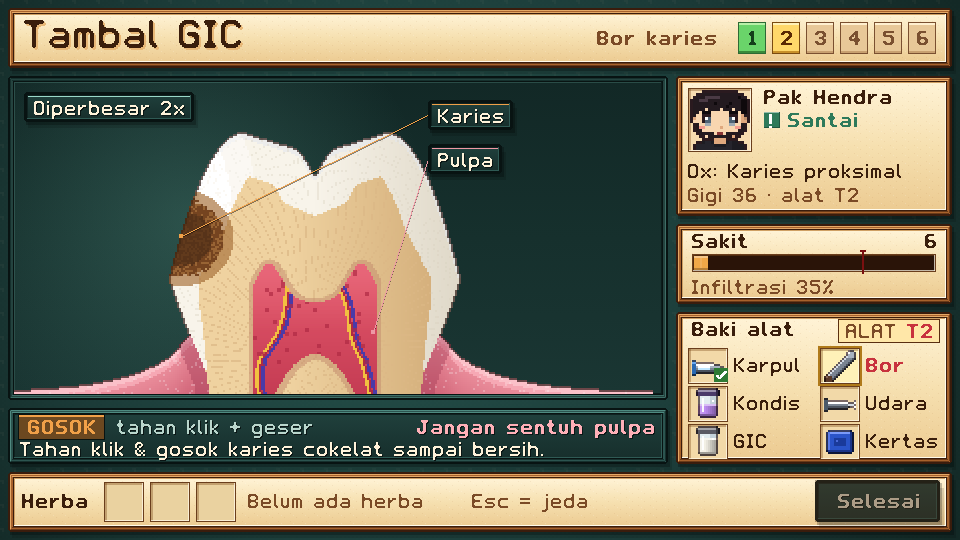 Tambal GIC
Bor karies 1 2 3 4 5 6
Diperbesar 2x
Karies
Pulpa
Pak Hendra
Santai
Dx: Karies proksimal
Gigi 36 · alat T2
Sakit 6
Infiltrasi 35%
Baki alat ALAT T2
Karpul Bor
Kondis Udara
GIC Kertas
GOSOK tahan klik + geser Jangan sentuh pulpa
Tahan klik & gosok karies cokelat sampai bersih.
Herba Belum ada herba Esc = jeda Selesai